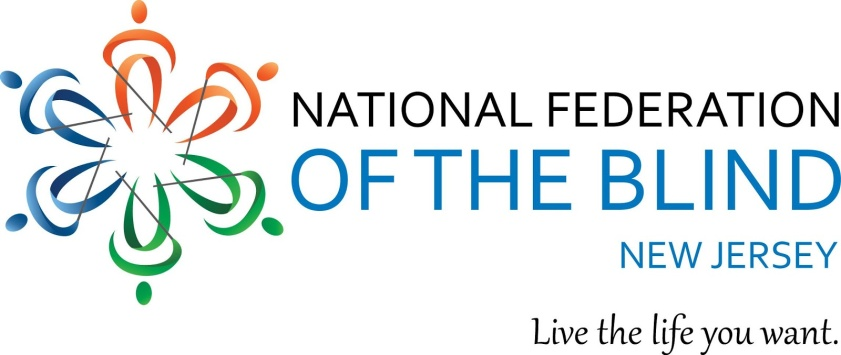 NATIONAL FEDERATION
OF THE BLIND
NEW JERSEY
Live the life you want.